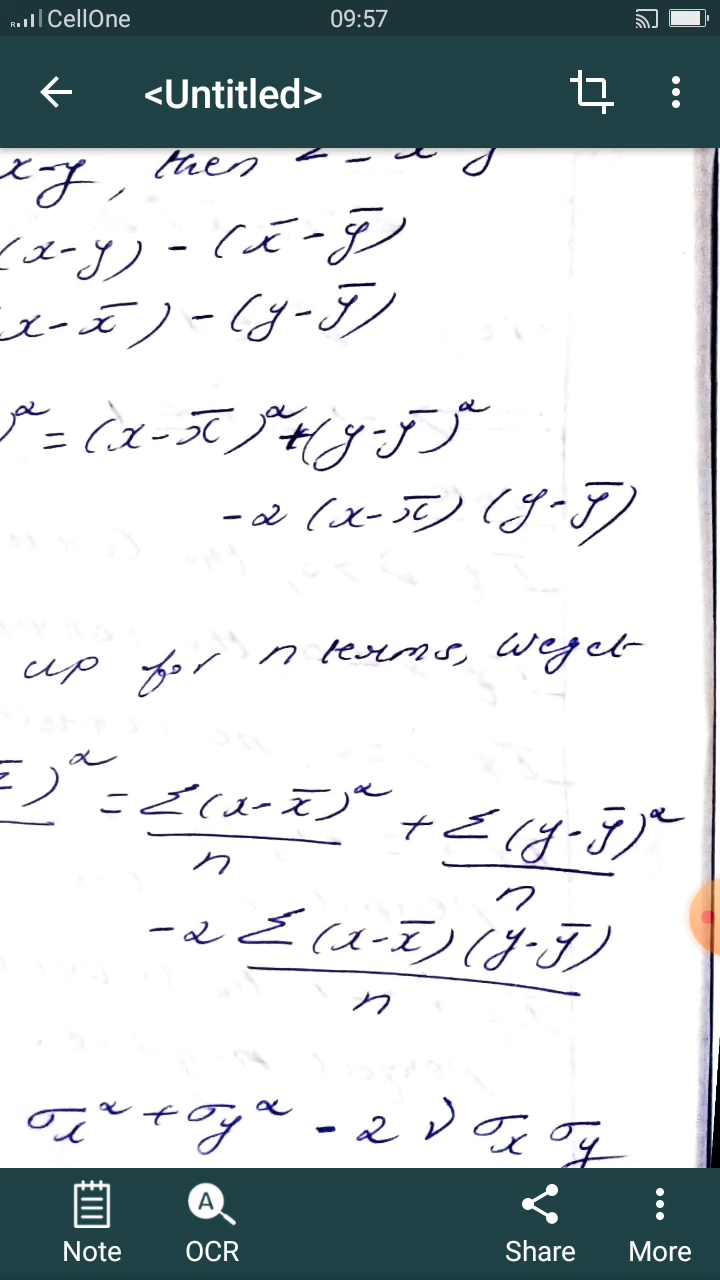 CellOne 09:57
<Untitled>
x-y, then z̄ = x̄-ȳ
(x-y) - (x̄-ȳ)
(x-x̄) - (y-ȳ)
)² = (x-x̄)² + (y-ȳ)²
-2 (x-x̄) (y-ȳ)
up for n terms, we get
z̄)² = Σ(x-x̄)² + Σ(y-ȳ)²
n n
-2 Σ(x-x̄)(y-ȳ)
n
σx² + σy² - 2 r σx σy
Note OCR Share More